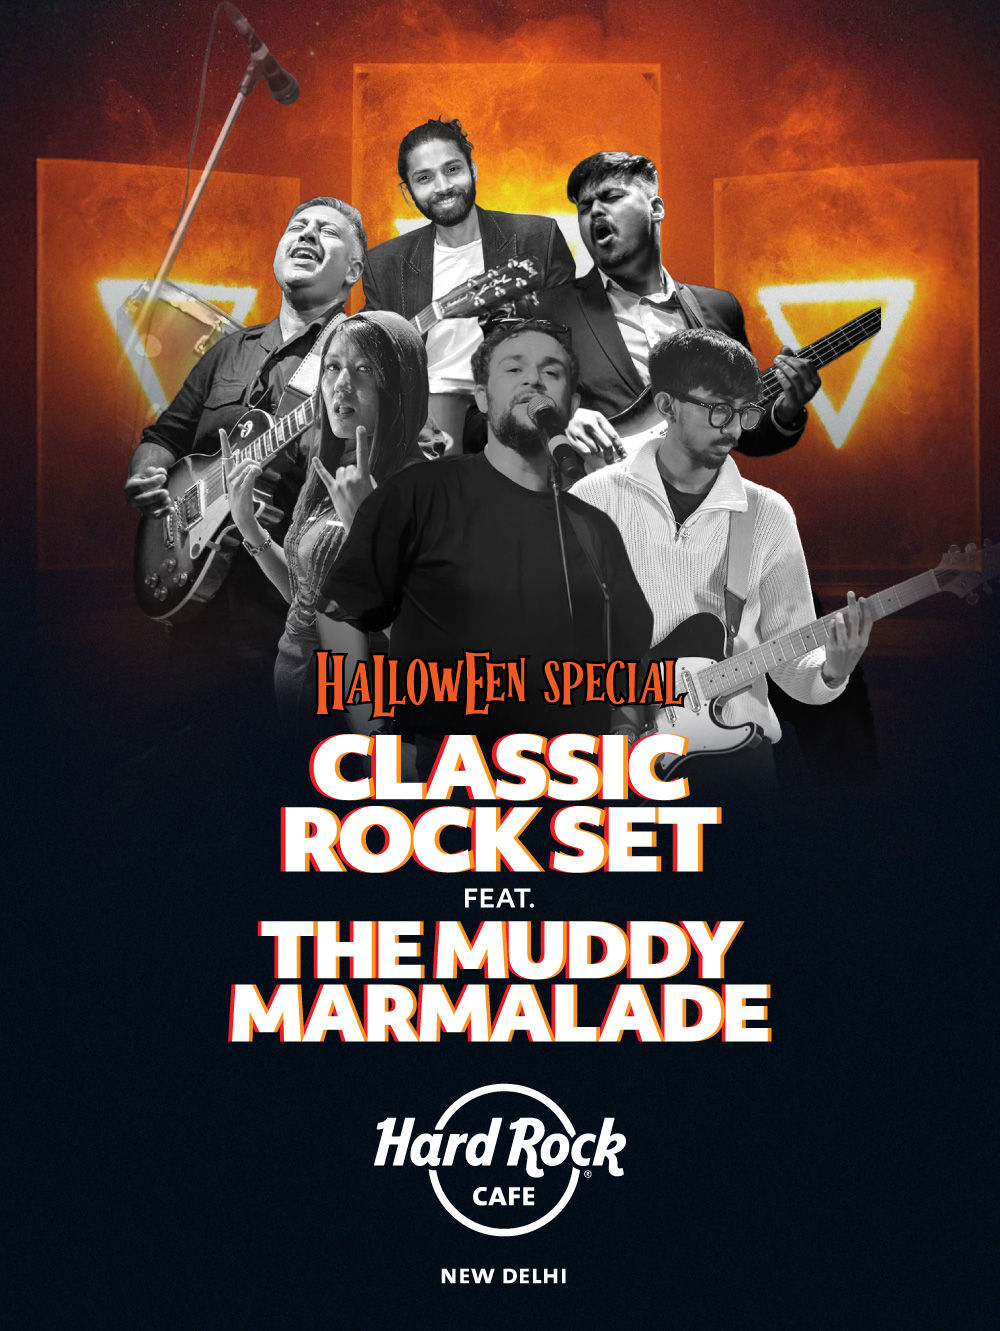 HALLOWEEN SPECIAL
CLASSIC
ROCK SET
FEAT.
THE MUDDY
MARMALADE
Hard Rock
®
CAFE
NEW DELHI